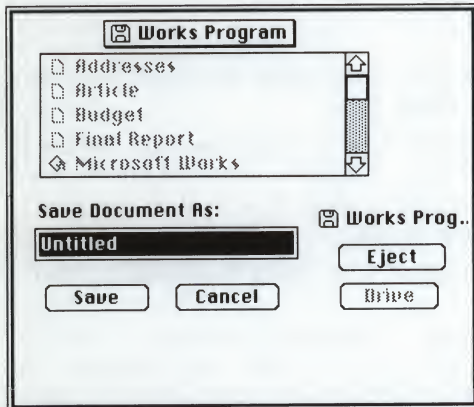 Works Program
Addresses
Article
Budget
Final Report
Microsoft Works
Save Document As:
Works Prog..
Untitled
Eject
Save
Cancel
Drive